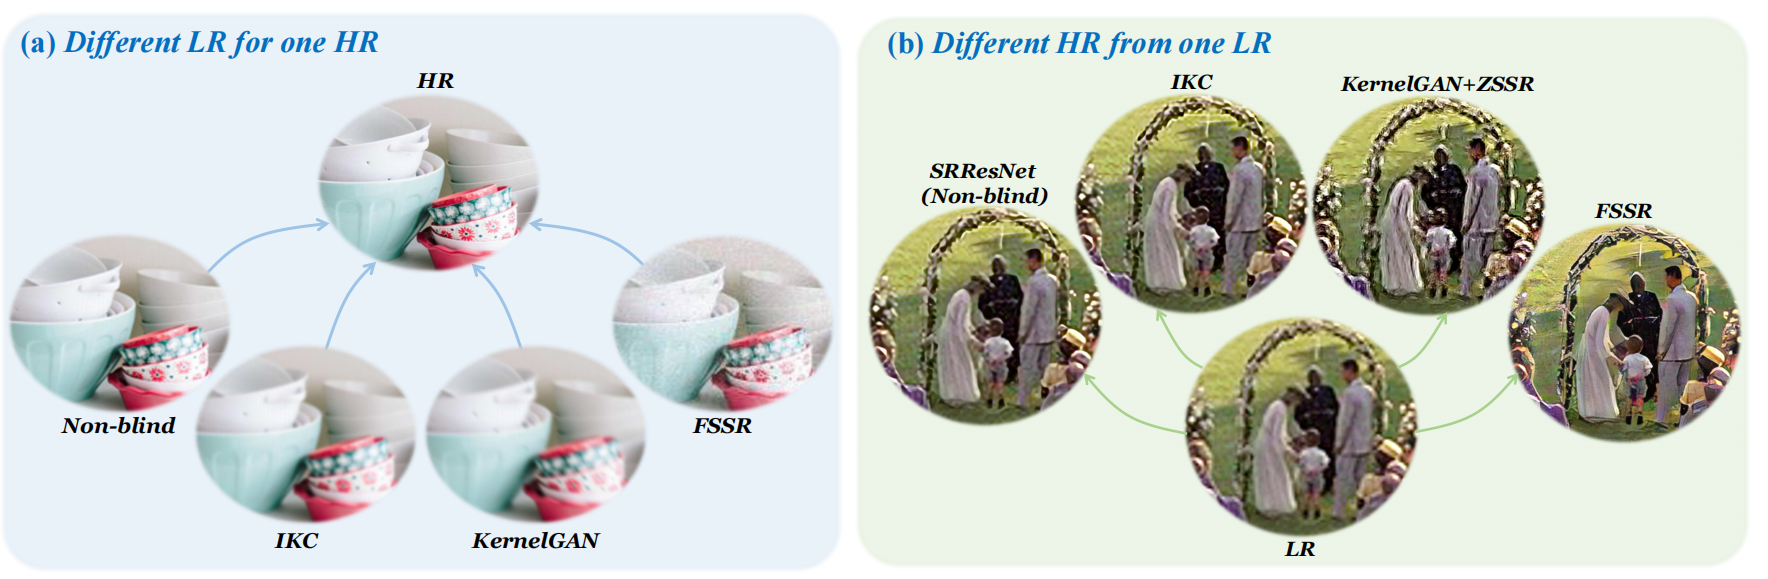 (a) Different LR for one HR
HR
Non-blind
IKC
KernelGAN
FSSR
(b) Different HR from one LR
SRResNet
(Non-blind)
IKC
KernelGAN+ZSSR
FSSR
LR